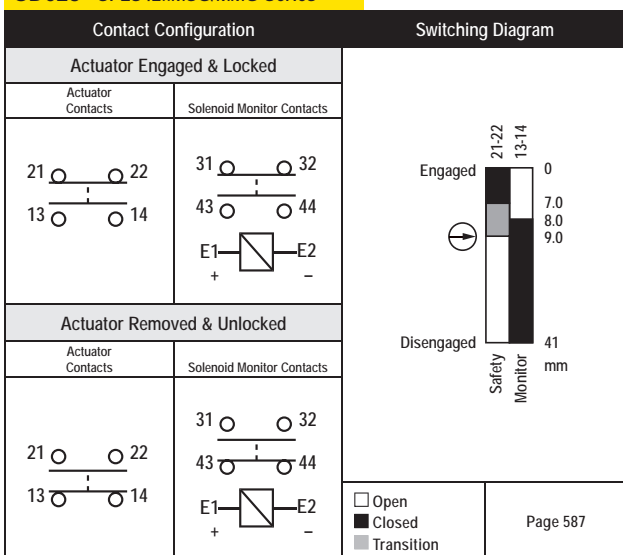 Contact Configuration
Switching Diagram
Actuator Engaged & Locked
Actuator
Contacts
Solenoid Monitor Contacts
21 22
13 14
31 32
43 44
E1 E2
+ –
Actuator Removed & Unlocked
Actuator
Contacts
Solenoid Monitor Contacts
21 22
13 14
31 32
43 44
E1 E2
+ –
21-22
13-14
Engaged
0
7.0
8.0
9.0
Disengaged
41
mm
Safety
Monitor
Open
Closed
Transition
Page 587